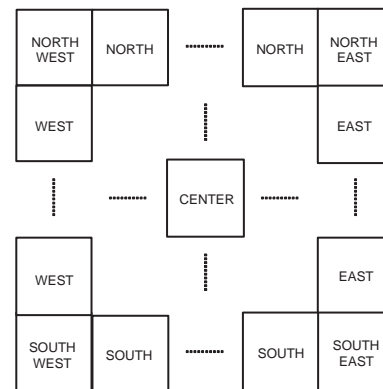 NORTH WEST
NORTH
NORTH
NORTH EAST
WEST
EAST
CENTER
WEST
EAST
SOUTH WEST
SOUTH
SOUTH
SOUTH EAST